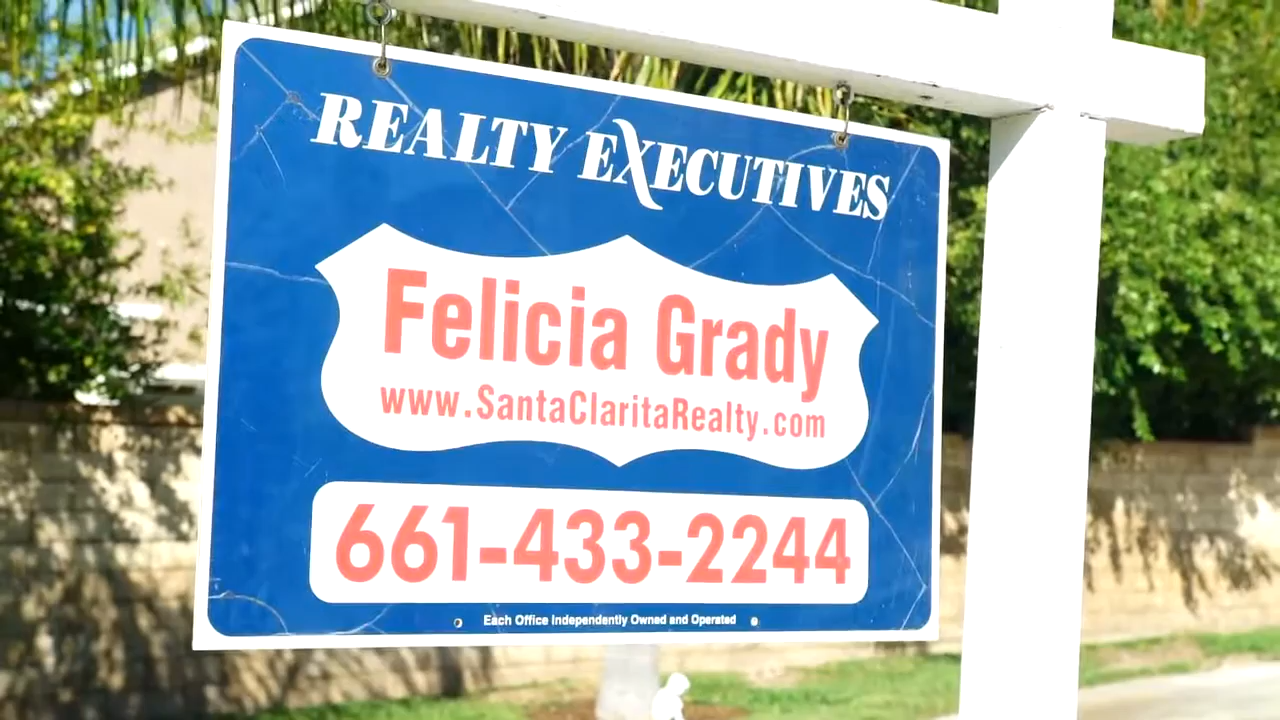 REALTY EXECUTIVES
Felicia Grady
www.SantaClaritaRealty.com
661-433-2244
Each Office Independently Owned and Operated